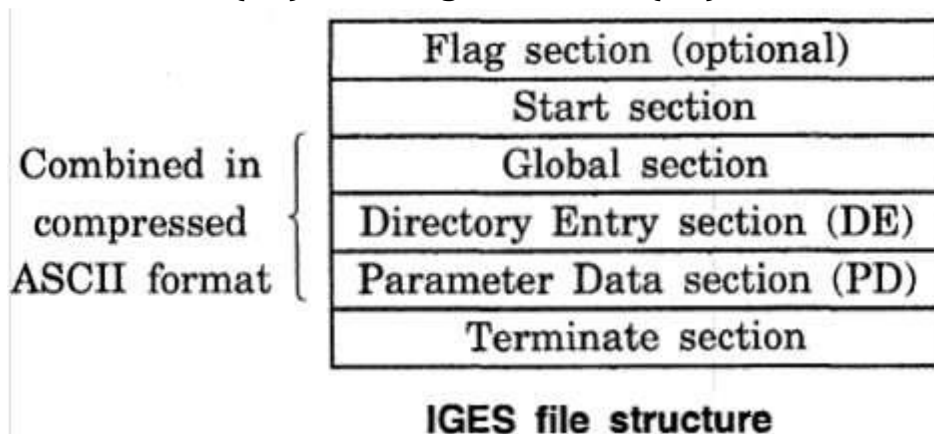 Flag section (optional)
Start section
Combined in
compressed
ASCII format
Global section
Directory Entry section (DE)
Parameter Data section (PD)
Terminate section
IGES file structure